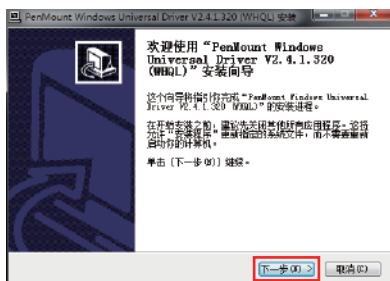 PenMount Windows Universal Driver V2.4.1.320 (WHQL) 安装
欢迎使用“PenMount Windows
Universal Driver V2.4.1.320
(WHQL)”安装向导
这个向导将指引你完成“PenMount Windows Universal
Driver V2.4.1.320 (WHQL)”的安装进程。
在开始安装之前，建议先关闭其他所有应用程序。这将
允许“安装程序”更新指定的系统文件，而不需要重新
启动你的计算机。
单击 [下一步(N)] 继续。
下一步(N) >
取消(C)